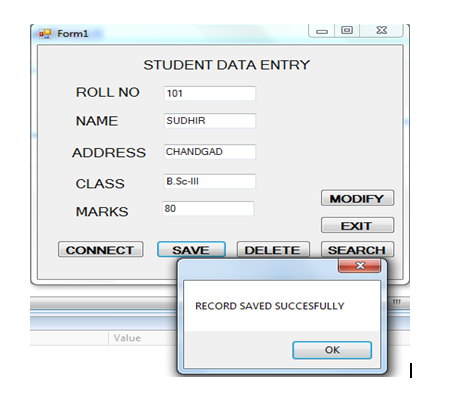 Form1
STUDENT DATA ENTRY
ROLL NO 101
NAME SUDHIR
ADDRESS CHANDGAD
CLASS B.Sc-III
MARKS 80
MODIFY
EXIT
CONNECT SAVE DELETE SEARCH
RECORD SAVED SUCCESFULLY
Value
OK